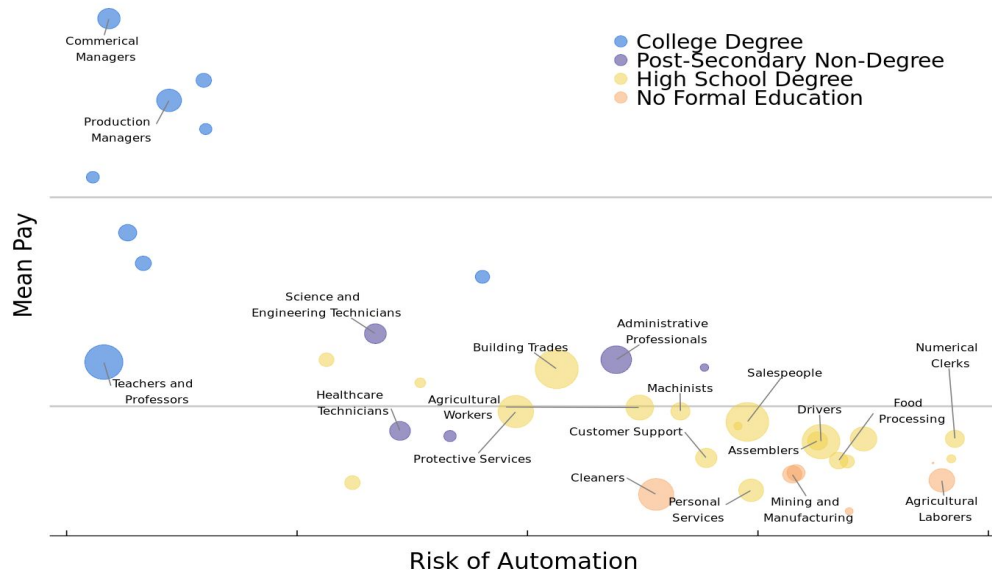 Commerical
Managers
College Degree
Post-Secondary Non-Degree
High School Degree
No Formal Education
Production
Managers
Mean Pay
Science and
Engineering Technicians
Administrative
Professionals
Building Trades
Numerical
Clerks
Salespeople
Teachers and
Professors
Healthcare
Technicians
Agricultural
Workers
Machinists
Drivers
Food
Processing
Customer Support
Assemblers
Protective Services
Cleaners
Personal
Services
Mining and
Manufacturing
Agricultural
Laborers
Risk of Automation